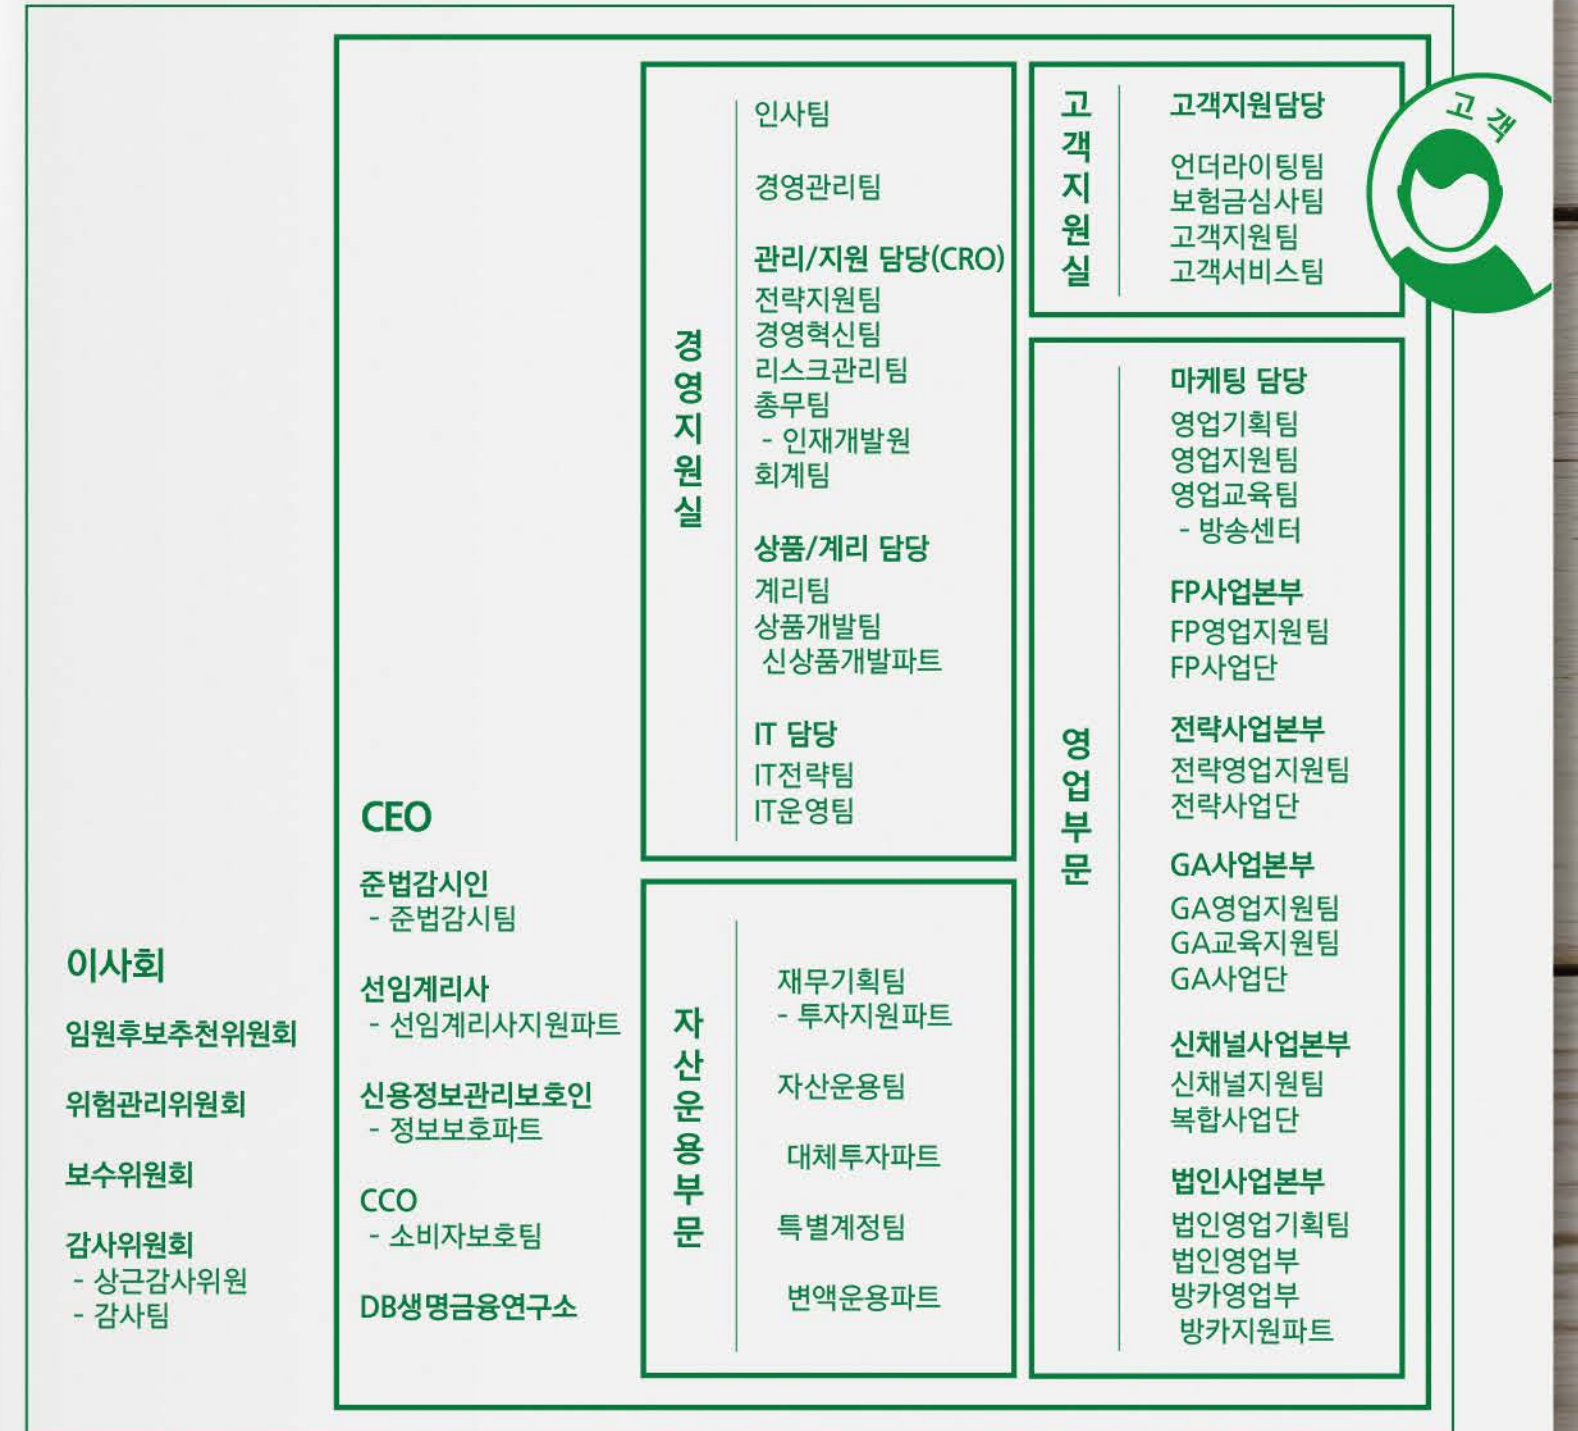 이사회
임원후보추천위원회
위험관리위원회
보수위원회
감사위원회
- 상근감사위원
- 감사팀
CEO
준법감시인
- 준법감시팀
선임계리사
- 선임계리사지원파트
신용정보관리보호인
- 정보보호파트
CCO
- 소비자보호팀
DB생명금융연구소
경영지원실
인사팀
경영관리팀
관리/지원 담당(CRO)
전략지원팀
경영혁신팀
리스크관리팀
총무팀
- 인재개발원
회계팀
상품/계리 담당
계리팀
상품개발팀
신상품개발파트
IT 담당
IT전략팀
IT운영팀
자산운용부문
재무기획팀
- 투자지원파트
자산운용팀
대체투자파트
특별계정팀
변액운용파트
고객지원실
고객지원담당
언더라이팅팀
보험금심사팀
고객지원팀
고객서비스팀
고객
영업부문
마케팅 담당
영업기획팀
영업지원팀
영업교육팀
- 방송센터
FP사업본부
FP영업지원팀
FP사업단
전략사업본부
전략영업지원팀
전략사업단
GA사업본부
GA영업지원팀
GA교육지원팀
GA사업단
신채널사업본부
신채널지원팀
복합사업단
법인사업본부
법인영업기획팀
법인영업부
방카영업부
방카지원파트